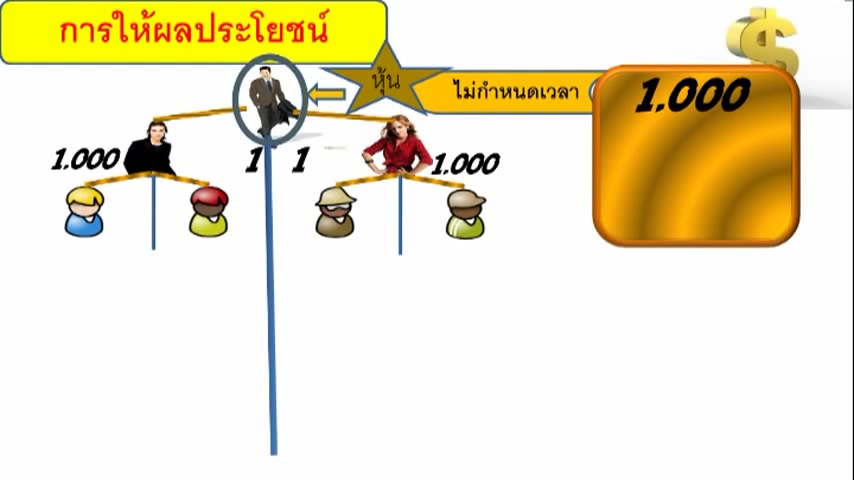 การให้ผลประโยชน์
หุ้น
ไม่กำหนดเวลา
1.000
1.000 1 1 1.000